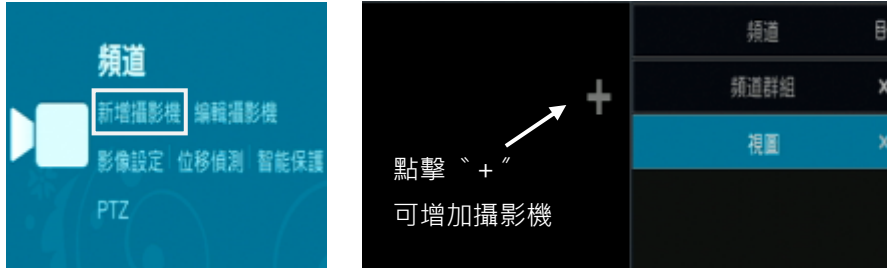 頻道
新增攝影機 編輯攝影機
影像設定 位移偵測 智能保護
PTZ
點擊〝+〞
可增加攝影機
頻道
頻道群組
視圖